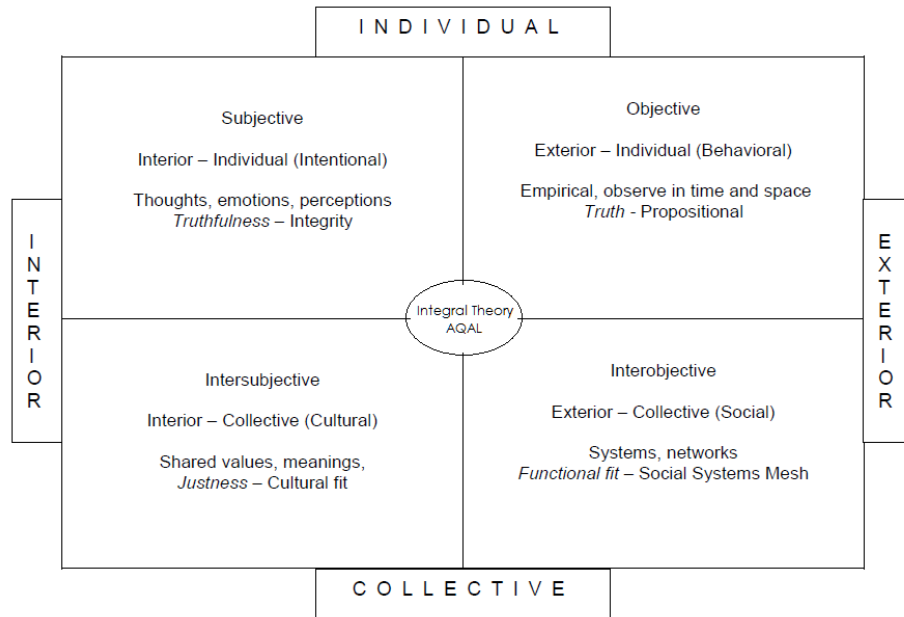 INDIVIDUAL
Subjective
Interior – Individual (Intentional)
Thoughts, emotions, perceptions
Truthfulness – Integrity
Objective
Exterior – Individual (Behavioral)
Empirical, observe in time and space
Truth - Propositional
INTERIOR
Integral Theory
AQAL
EXTERIOR
Intersubjective
Interior – Collective (Cultural)
Shared values, meanings,
Justness – Cultural fit
Interobjective
Exterior – Collective (Social)
Systems, networks
Functional fit – Social Systems Mesh
COLLECTIVE